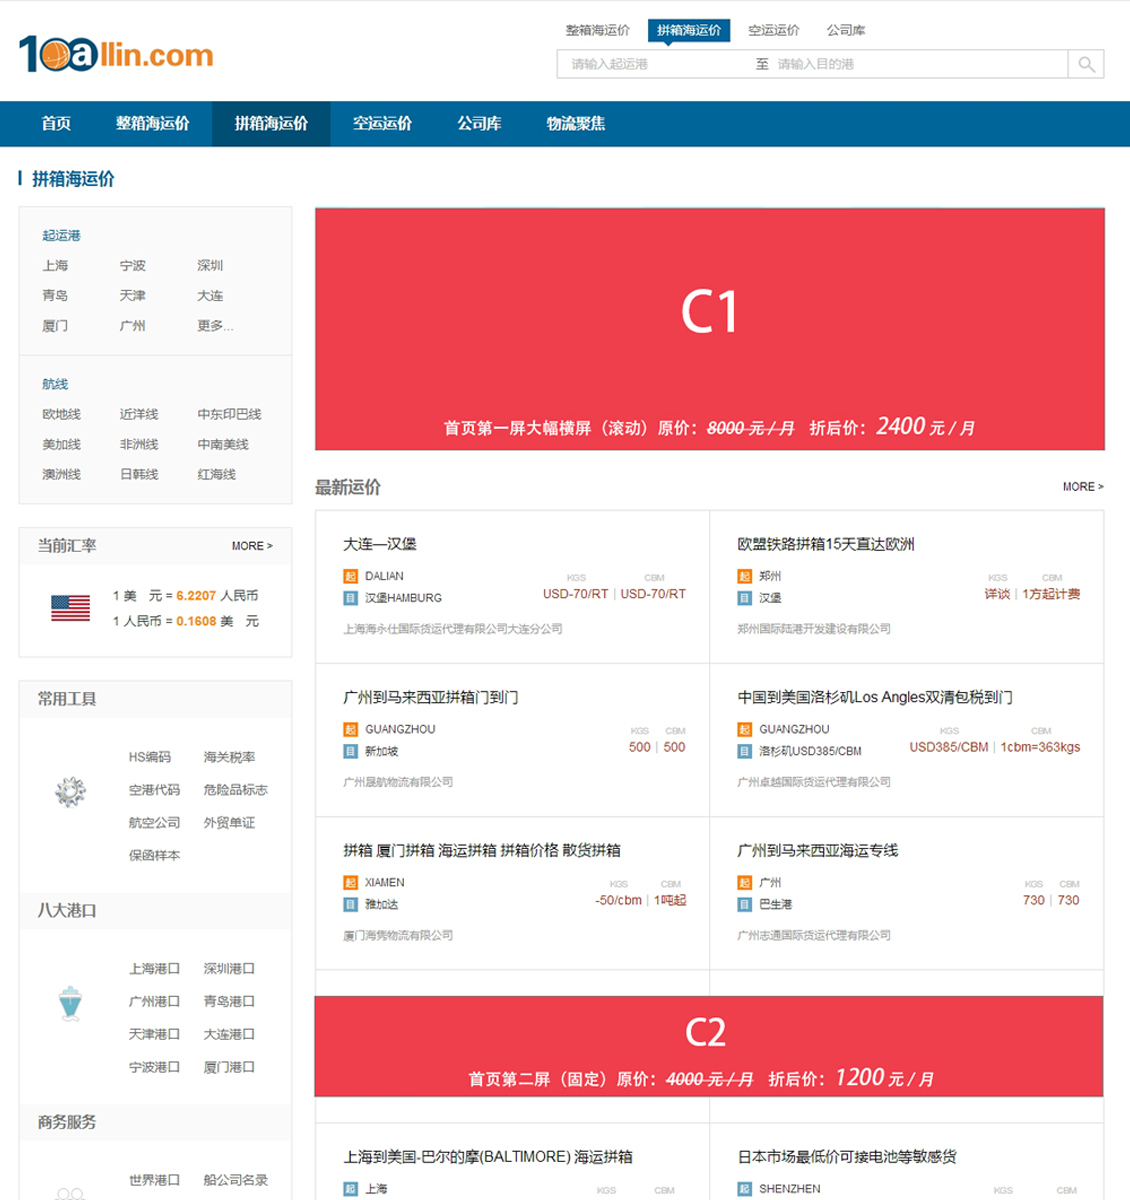 10allin.com
整箱海运价 拼箱海运价 空运运价 公司库
请输入起运港 至 请输入目的港
首页 整箱海运价 拼箱海运价 空运运价 公司库 物流聚焦
拼箱海运价
起运港
上海 宁波 深圳
青岛 天津 大连
厦门 广州 更多...
航线
欧地线 近洋线 中东印巴线
美加线 非洲线 中南美线
澳洲线 日韩线 红海线
当前汇率 MORE >
1 美 元 = 6.2207 人民币
1 人民币 = 0.1608 美 元
常用工具
HS编码 海关税率
空港代码 危险品标志
航空公司 外贸单证
保函样本
八大港口
上海港口 深圳港口
广州港口 青岛港口
天津港口 大连港口
宁波港口 厦门港口
商务服务
世界港口 船公司名录
C1
首页第一屏大幅横屏（滚动）原价：8000 元 / 月 折后价：2400 元 / 月
最新运价 MORE >
大连—汉堡
起 DALIAN KGS CBM
目 汉堡HAMBURG USD-70/RT | USD-70/RT
上海海永仕国际货运代理有限公司大连分公司
欧盟铁路拼箱15天直达欧洲
起 郑州 KGS CBM
目 汉堡 详谈 | 1方起计费
郑州国际陆港开发建设有限公司
广州到马来西亚拼箱门到门
起 GUANGZHOU KGS CBM
目 新加坡 500 | 500
广州晟航物流有限公司
中国到美国洛杉矶Los Angles双清包税到门
起 GUANGZHOU KGS CBM
目 洛杉矶USD385/CBM USD385/CBM | 1cbm=363kgs
广州卓越国际货运代理有限公司
拼箱 厦门拼箱 海运拼箱 拼箱价格 散货拼箱
起 XIAMEN KGS CBM
目 雅加达 -50/cbm | 1吨起
厦门海隽物流有限公司
广州到马来西亚海运专线
起 广州 KGS CBM
目 巴生港 730 | 730
广州志通国际货运代理有限公司
C2
首页第二屏（固定）原价：4000 元 / 月 折后价：1200 元 / 月
上海到美国-巴尔的摩(BALTIMORE) 海运拼箱
起 上海 KGS CBM
日本市场最低价可接电池等敏感货
起 SHENZHEN KGS CBM